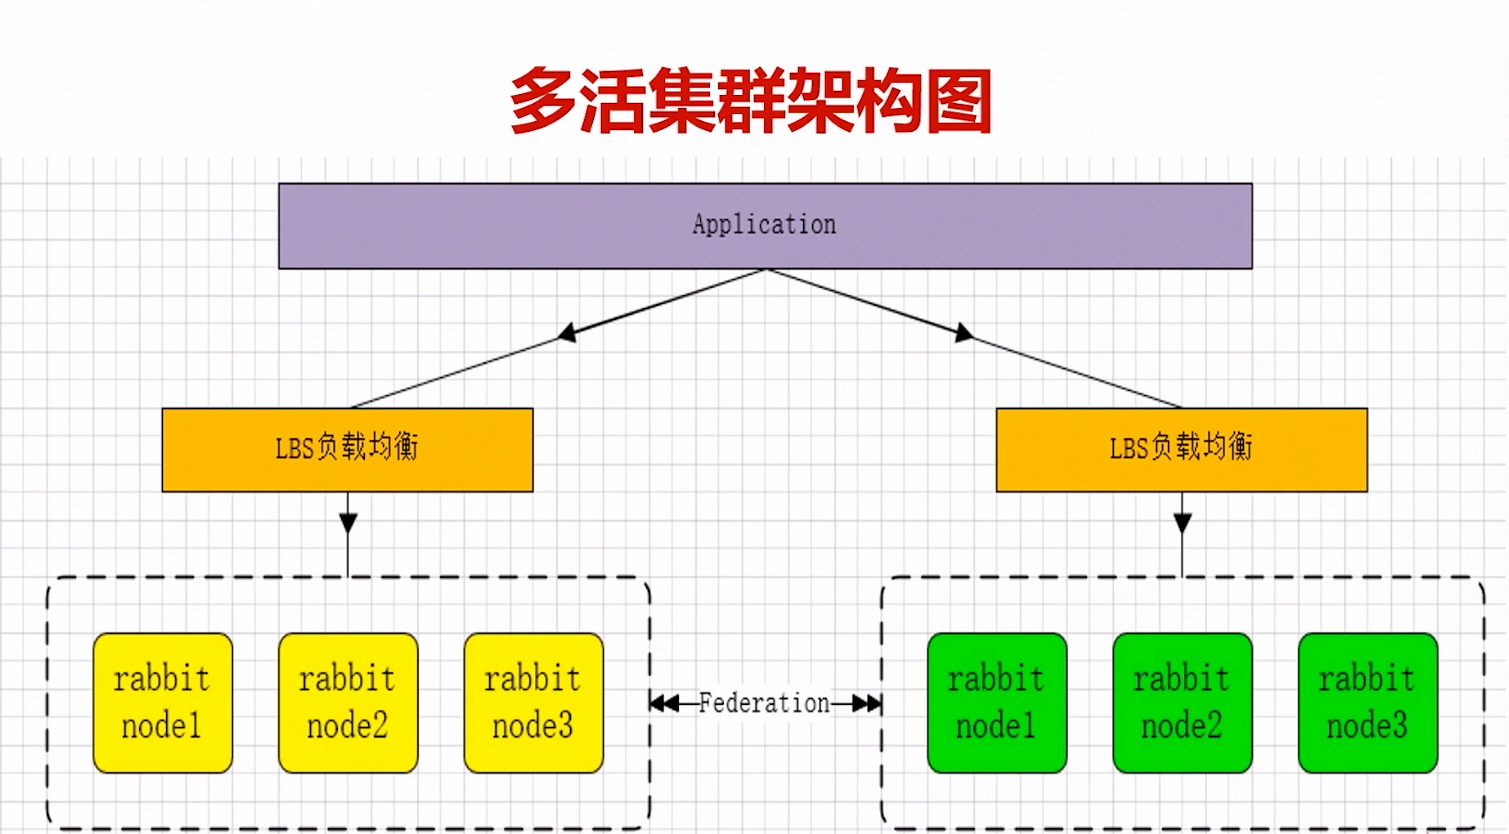 多活集群架构图
Application
LBS负载均衡
LBS负载均衡
rabbit
node1
rabbit
node2
rabbit
node3
Federation
rabbit
node1
rabbit
node2
rabbit
node3